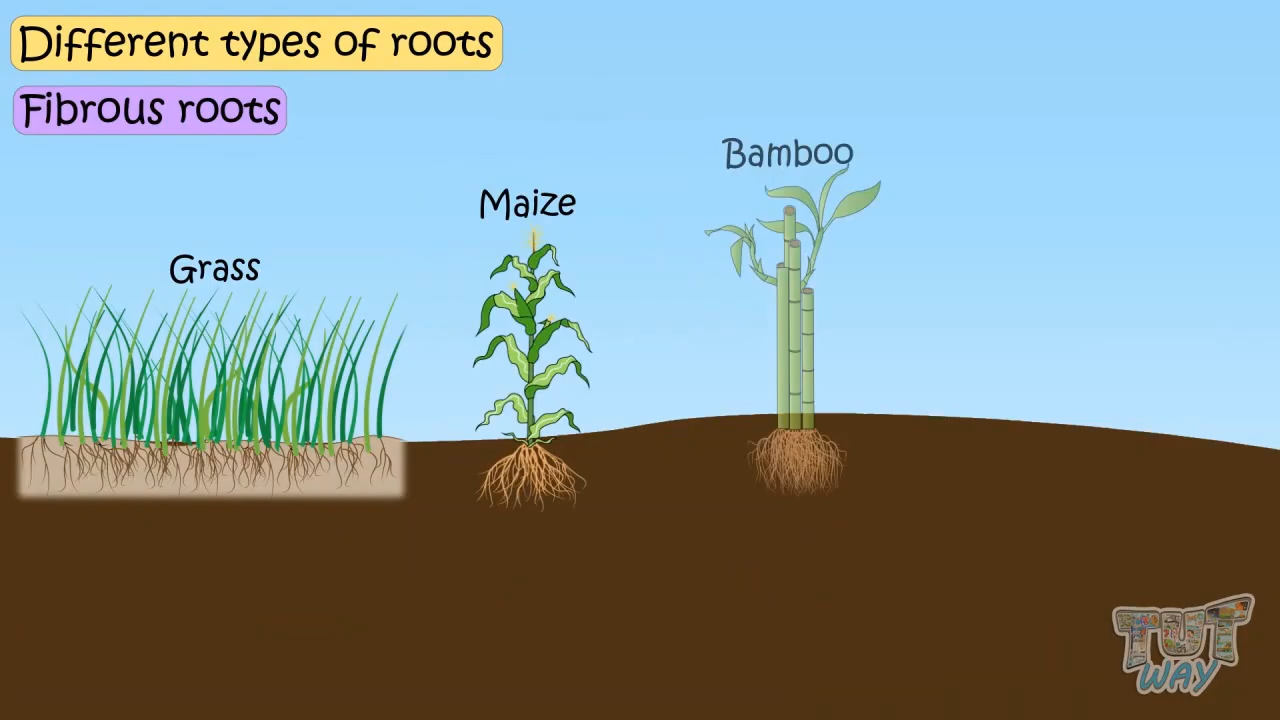 Different types of roots
Fibrous roots
Bamboo
Maize
Grass
TUT
WAY